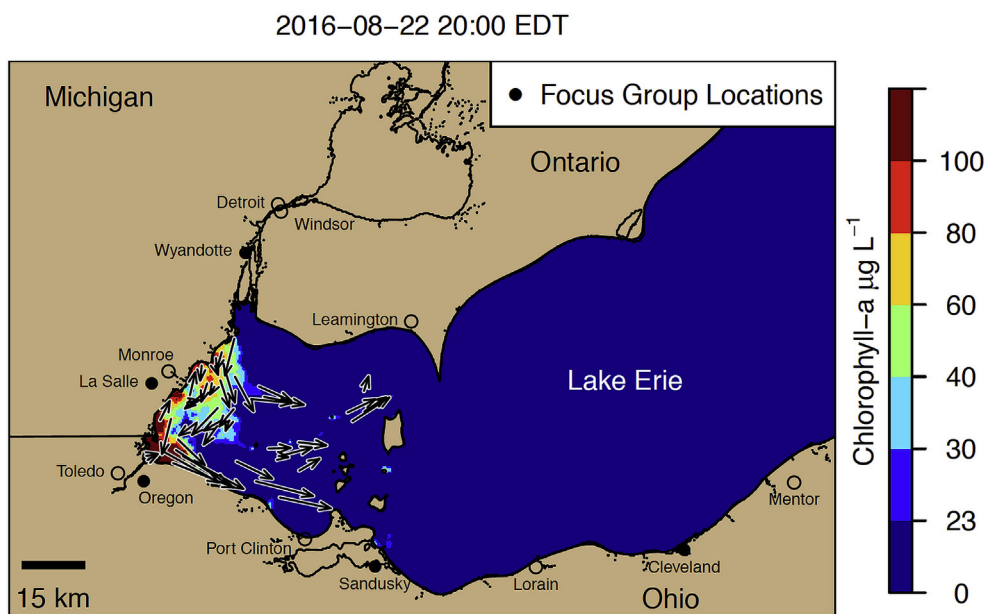 2016−08−22 20:00 EDT
Michigan
● Focus Group Locations
Ontario
Detroit
Windsor
Wyandotte
Leamington
Monroe
La Salle
Lake Erie
Toledo
Oregon
Mentor
Port Clinton
Cleveland
Sandusky
Lorain
15 km
Ohio
100
80
60
40
30
23
0
Chlorophyll−a µg L⁻¹